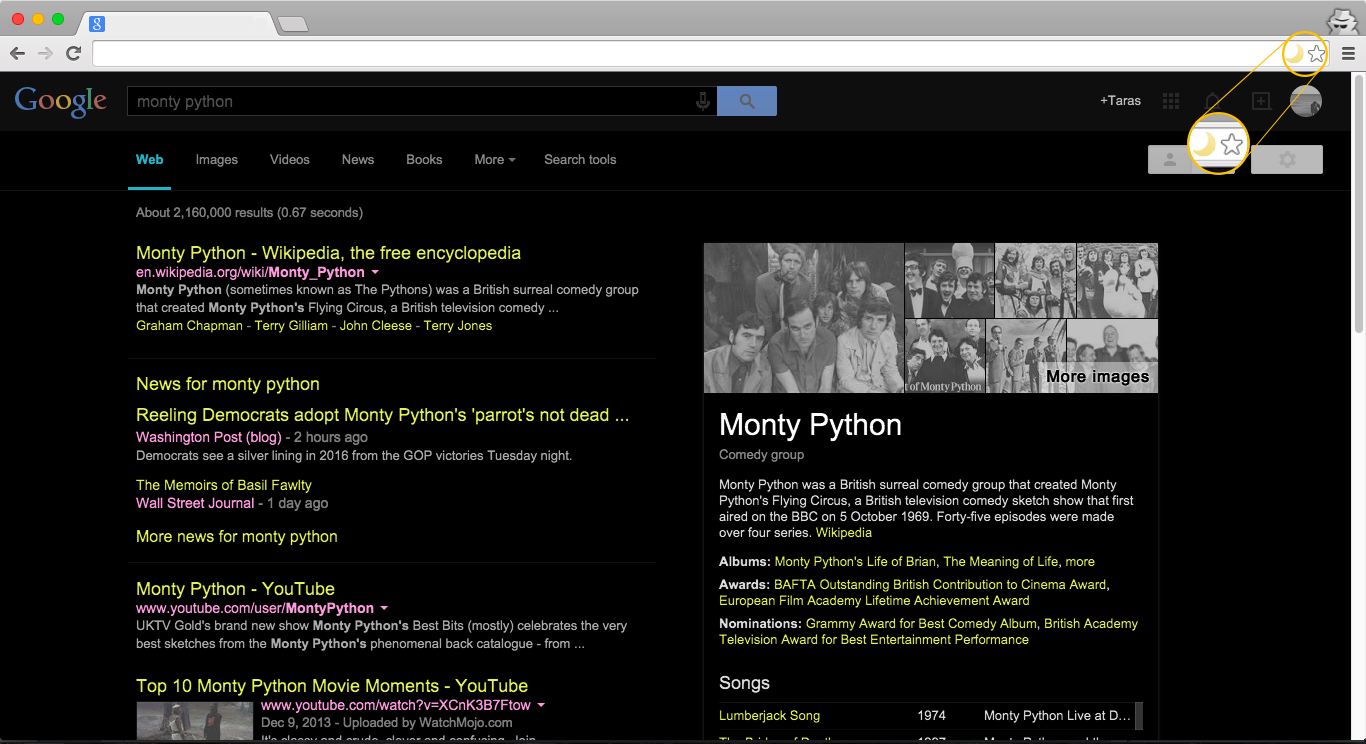 Google
monty python
+Taras
Web
Images
Videos
News
Books
More
Search tools
About 2,160,000 results (0.67 seconds)
Monty Python - Wikipedia, the free encyclopedia
en.wikipedia.org/wiki/Monty_Python
Monty Python (sometimes known as The Pythons) was a British surreal comedy group
that created Monty Python's Flying Circus, a British television comedy ...
Graham Chapman - Terry Gilliam - John Cleese - Terry Jones
News for monty python
Reeling Democrats adopt Monty Python's 'parrot's not dead ...
Washington Post (blog) - 2 hours ago
Democrats see a silver lining in 2016 from the GOP victories Tuesday night.
The Memoirs of Basil Fawlty
Wall Street Journal - 1 day ago
More news for monty python
Monty Python - YouTube
www.youtube.com/user/MontyPython
UKTV Gold's brand new show Monty Python's Best Bits (mostly) celebrates the very
best sketches from the Monty Python's phenomenal back catalogue - from ...
Top 10 Monty Python Movie Moments - YouTube
www.youtube.com/watch?v=XCnK3B7Ftow
Dec 9, 2013 - Uploaded by WatchMojo.com
It's classy and crude, clever and confusing. Join
t of Monty Python
More images
Monty Python
Comedy group
Monty Python was a British surreal comedy group that created Monty
Python's Flying Circus, a British television comedy sketch show that first
aired on the BBC on 5 October 1969. Forty-five episodes were made
over four series. Wikipedia
Albums: Monty Python's Life of Brian, The Meaning of Life, more
Awards: BAFTA Outstanding British Contribution to Cinema Award,
European Film Academy Lifetime Achievement Award
Nominations: Grammy Award for Best Comedy Album, British Academy
Television Award for Best Entertainment Performance
Songs
Lumberjack Song 1974 Monty Python Live at D...